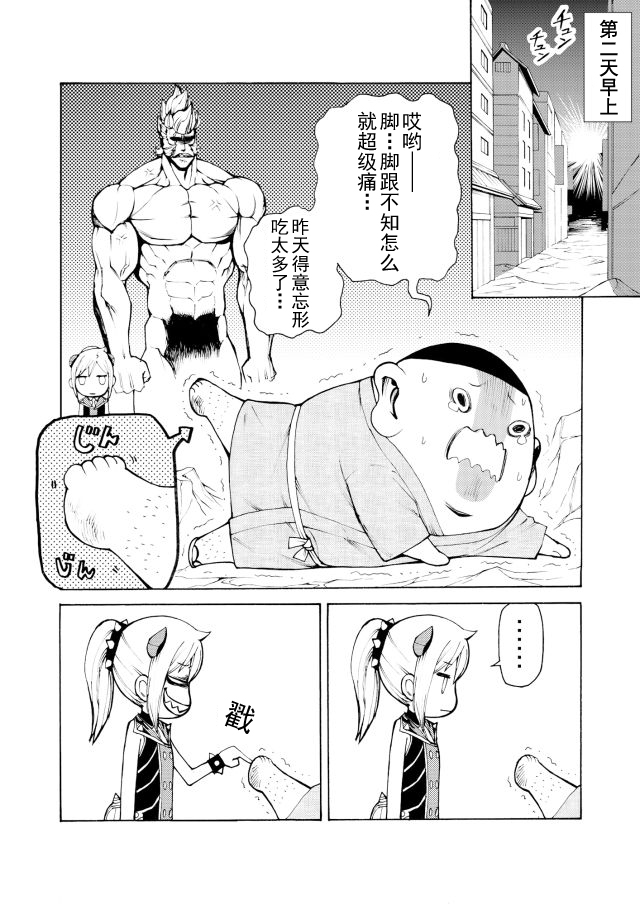 第二天早上
チュン
チュン
哎哟——
脚…脚跟不知怎么
就超级痛…
昨天得意忘形
吃太多了…
じんっ
じんっ
……
戳